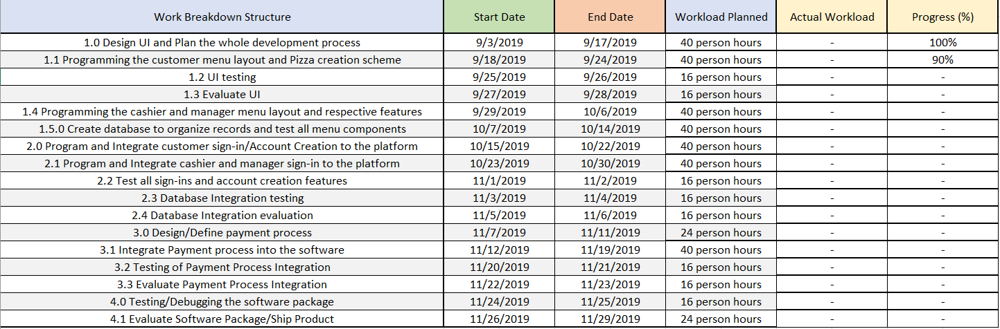 Work Breakdown Structure Start Date End Date Workload Planned Actual Workload Progress (%)
1.0 Design UI and Plan the whole development process 9/3/2019 9/17/2019 40 person hours - 100%
1.1 Programming the customer menu layout and Pizza creation scheme 9/18/2019 9/24/2019 40 person hours - 90%
1.2 UI testing 9/25/2019 9/26/2019 16 person hours - -
1.3 Evaluate UI 9/27/2019 9/28/2019 16 person hours - -
1.4 Programming the cashier and manager menu layout and respective features 9/29/2019 10/6/2019 40 person hours - -
1.5.0 Create database to organize records and test all menu components 10/7/2019 10/14/2019 40 person hours - -
2.0 Program and Integrate customer sign-in/Account Creation to the platform 10/15/2019 10/22/2019 40 person hours - -
2.1 Program and Integrate cashier and manager sign-in to the platform 10/23/2019 10/30/2019 40 person hours - -
2.2 Test all sign-ins and account creation features 11/1/2019 11/2/2019 16 person hours - -
2.3 Database Integration testing 11/3/2019 11/4/2019 16 person hours - -
2.4 Database Integration evaluation 11/5/2019 11/6/2019 16 person hours - -
3.0 Design/Define payment process 11/7/2019 11/11/2019 24 person hours - -
3.1 Integrate Payment process into the software 11/12/2019 11/19/2019 40 person hours - -
3.2 Testing of Payment Process Integration 11/20/2019 11/21/2019 16 person hours - -
3.3 Evaluate Payment Process Integration 11/22/2019 11/23/2019 16 person hours - -
4.0 Testing/Debugging the software package 11/24/2019 11/25/2019 16 person hours - -
4.1 Evaluate Software Package/Ship Product 11/26/2019 11/29/2019 24 person hours - -